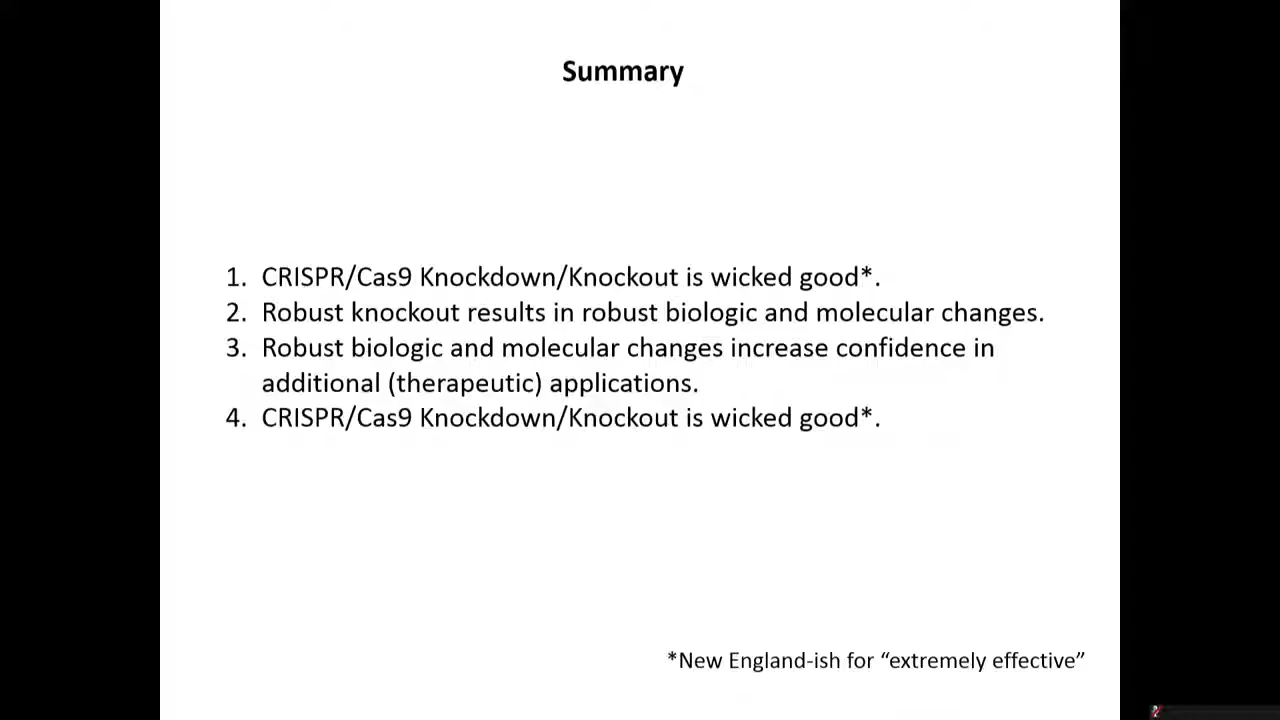 Summary
1. CRISPR/Cas9 Knockdown/Knockout is wicked good*.
2. Robust knockout results in robust biologic and molecular changes.
3. Robust biologic and molecular changes increase confidence in
additional (therapeutic) applications.
4. CRISPR/Cas9 Knockdown/Knockout is wicked good*.
*New England-ish for “extremely effective”